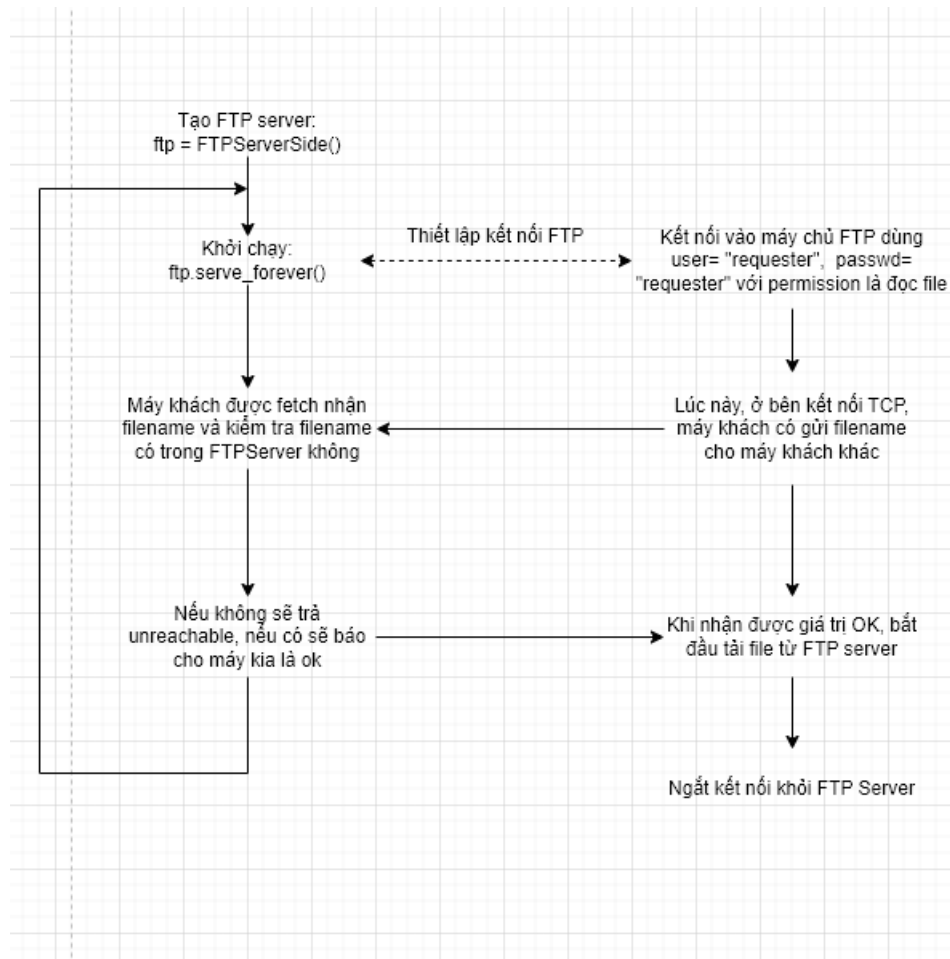 Tạo FTP server:
ftp = FTPServerSide()
Khởi chạy:
ftp.serve_forever()
Thiết lập kết nối FTP
Kết nối vào máy chủ FTP dùng
user= "requester", passwd=
"requester" với permission là đọc file
Máy khách được fetch nhận
filename và kiểm tra filename
có trong FTPServer không
Lúc này, ở bên kết nối TCP,
máy khách có gửi filename
cho máy khách khác
Nếu không sẽ trả
unreachable, nếu có sẽ báo
cho máy kia là ok
Khi nhận được giá trị OK, bắt
đầu tải file từ FTP server
Ngắt kết nối khỏi FTP Server